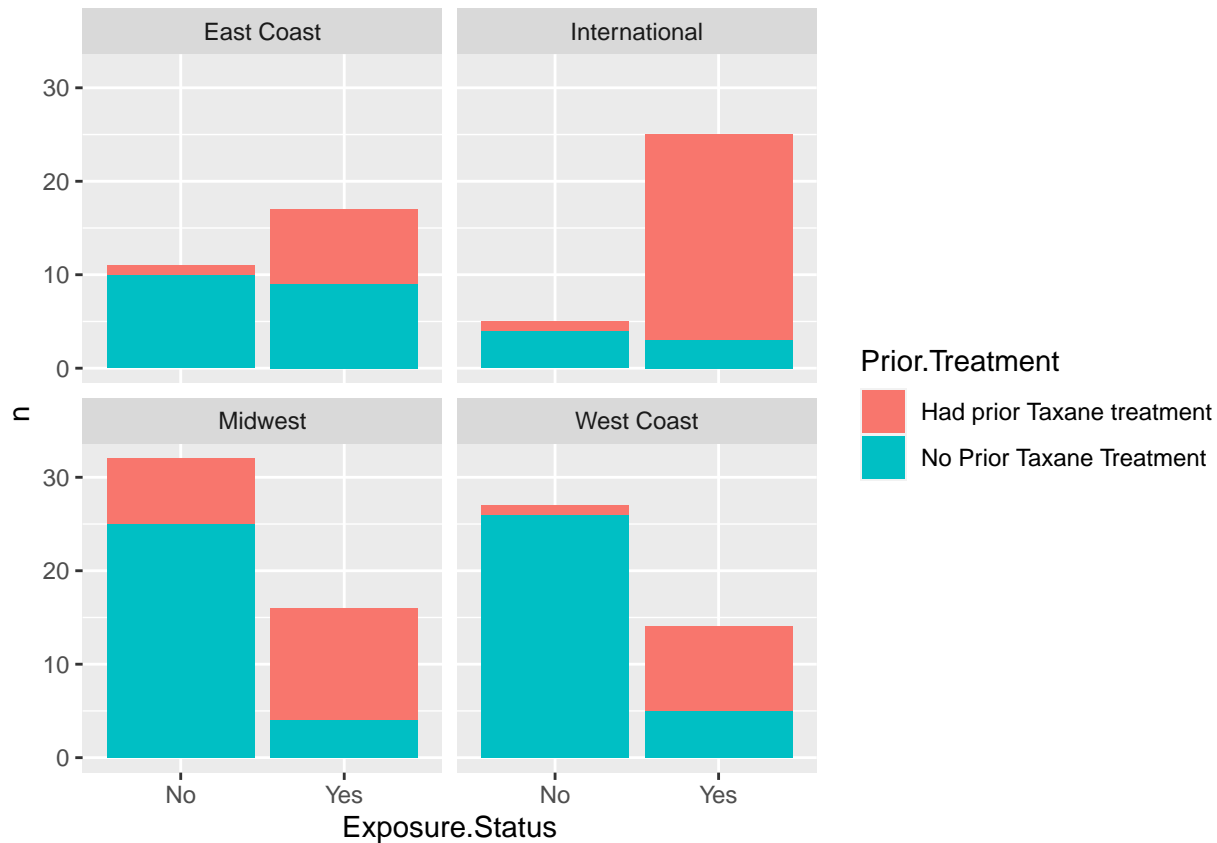 East Coast
International
30
20
10
0
n
Midwest
West Coast
30
20
10
0
No
Yes
No
Yes
Exposure.Status
Prior.Treatment
Had prior Taxane treatment
No Prior Taxane Treatment